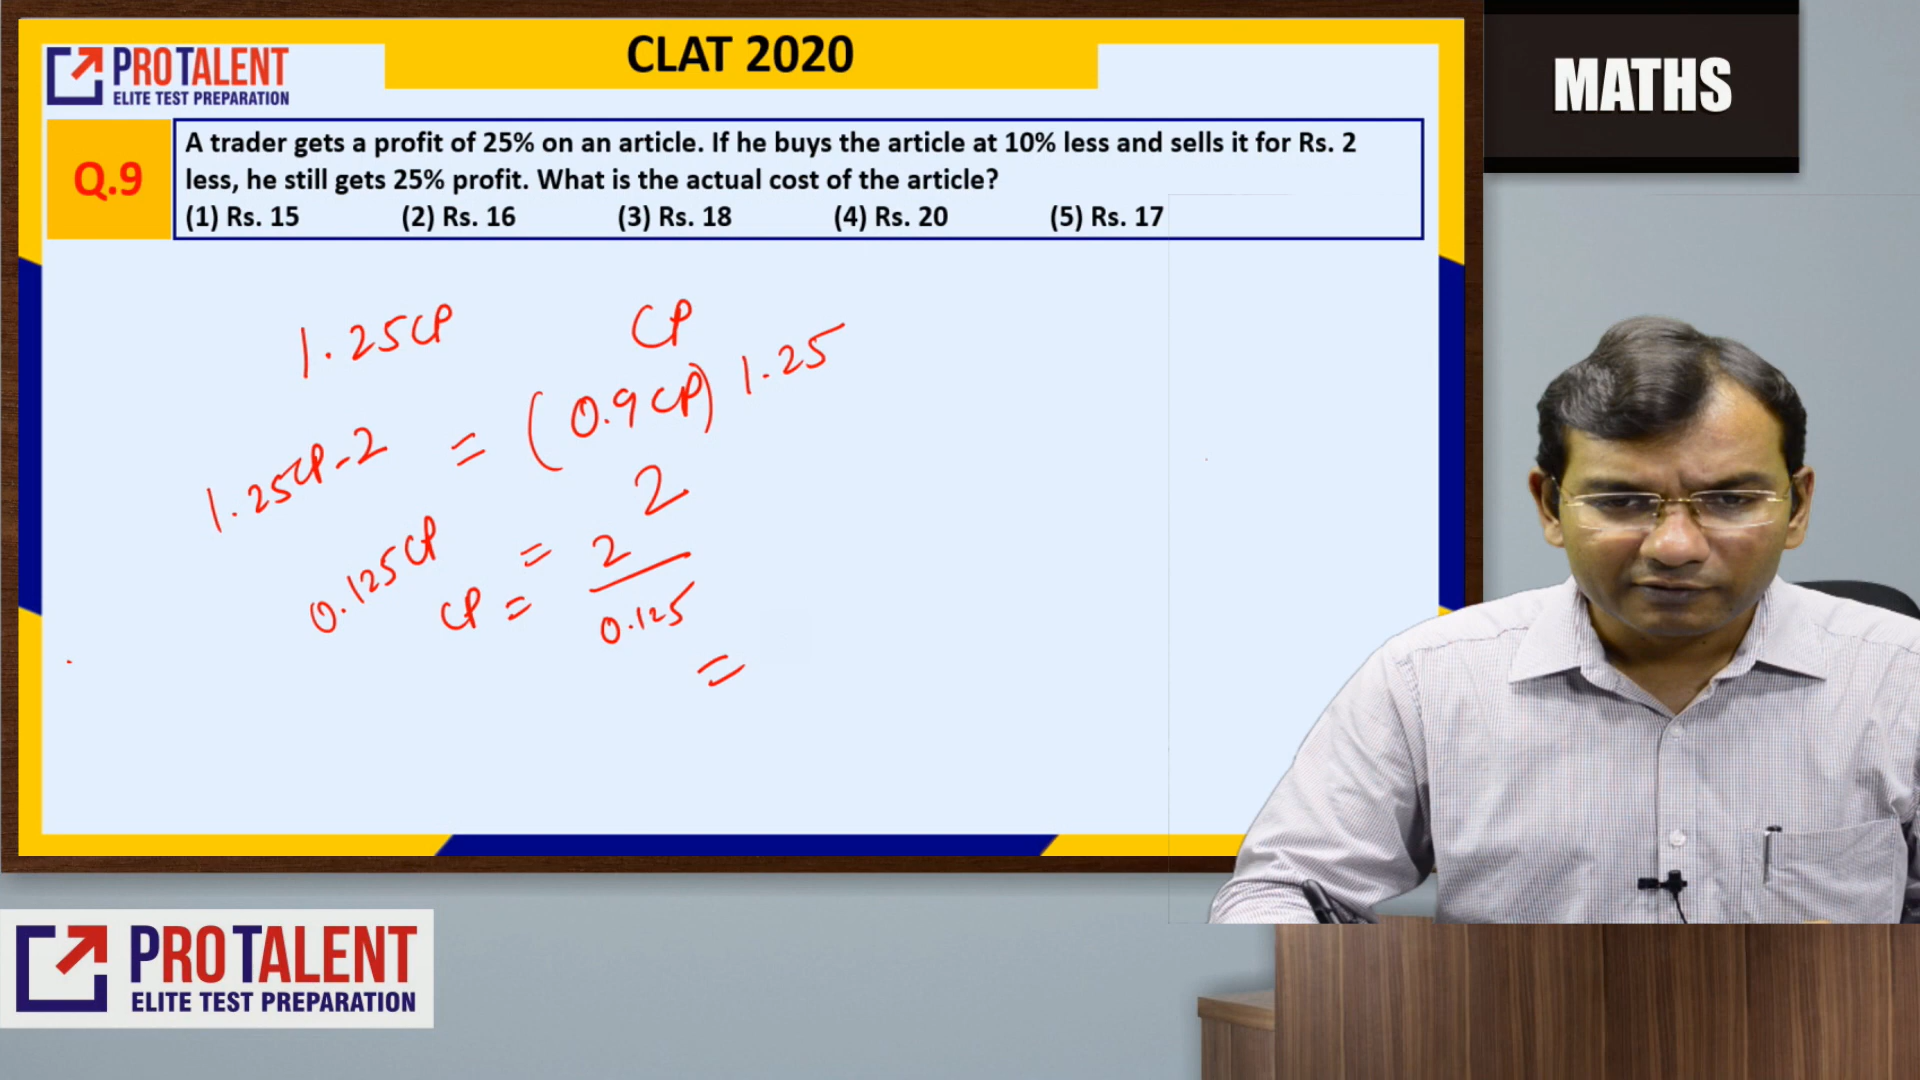 PRO TALENT
ELITE TEST PREPARATION
CLAT 2020
MATHS
Q.9
A trader gets a profit of 25% on an article. If he buys the article at 10% less and sells it for Rs. 2
less, he still gets 25% profit. What is the actual cost of the article?
(1) Rs. 15 (2) Rs. 16 (3) Rs. 18 (4) Rs. 20 (5) Rs. 17
1.25CP CP
1.25CP-2 = (0.9CP) 1.25
0.125CP = 2
CP = 2/0.125
=
PRO TALENT
ELITE TEST PREPARATION